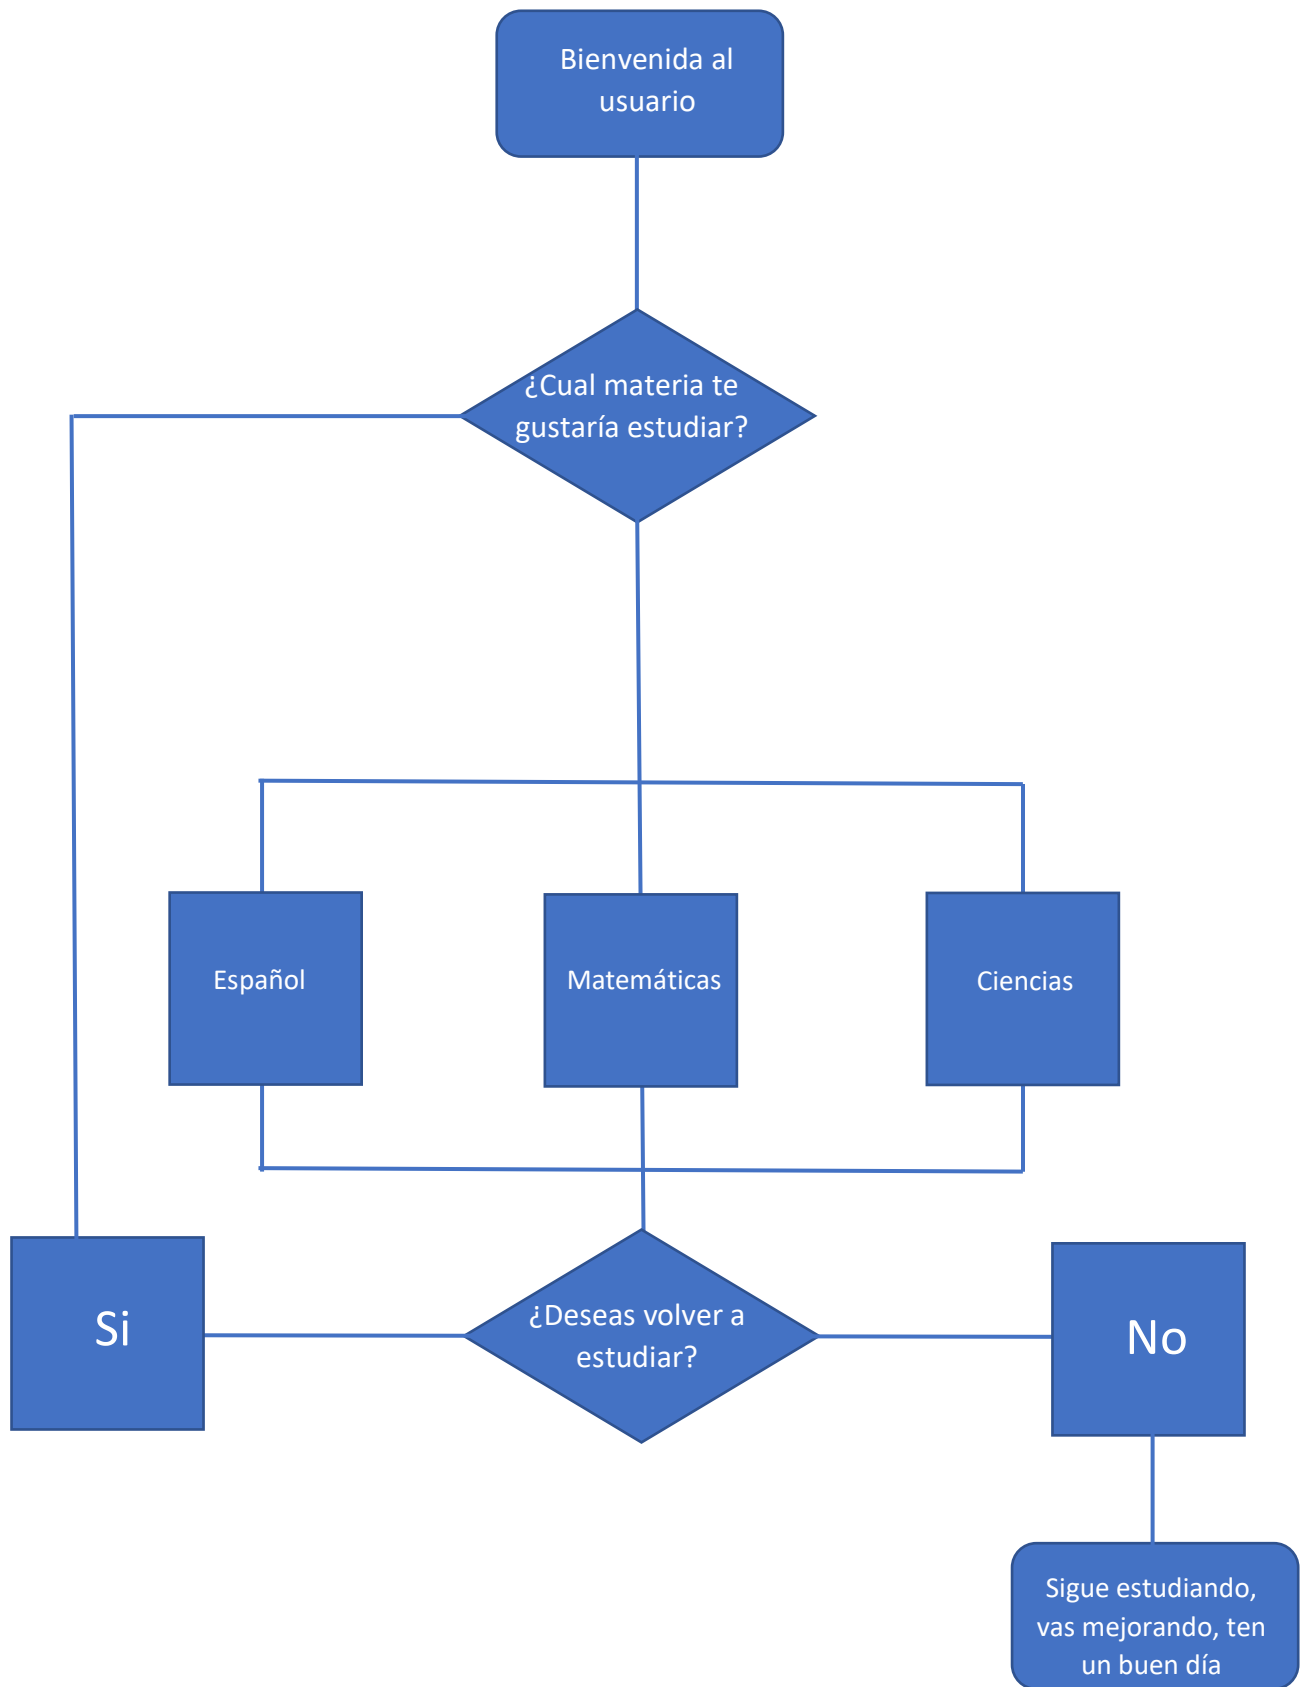 Bienvenida al
usuario
¿Cual materia te
gustaría estudiar?
Español
Matemáticas
Ciencias
Si
¿Deseas volver a
estudiar?
No
Sigue estudiando,
vas mejorando, ten
un buen día